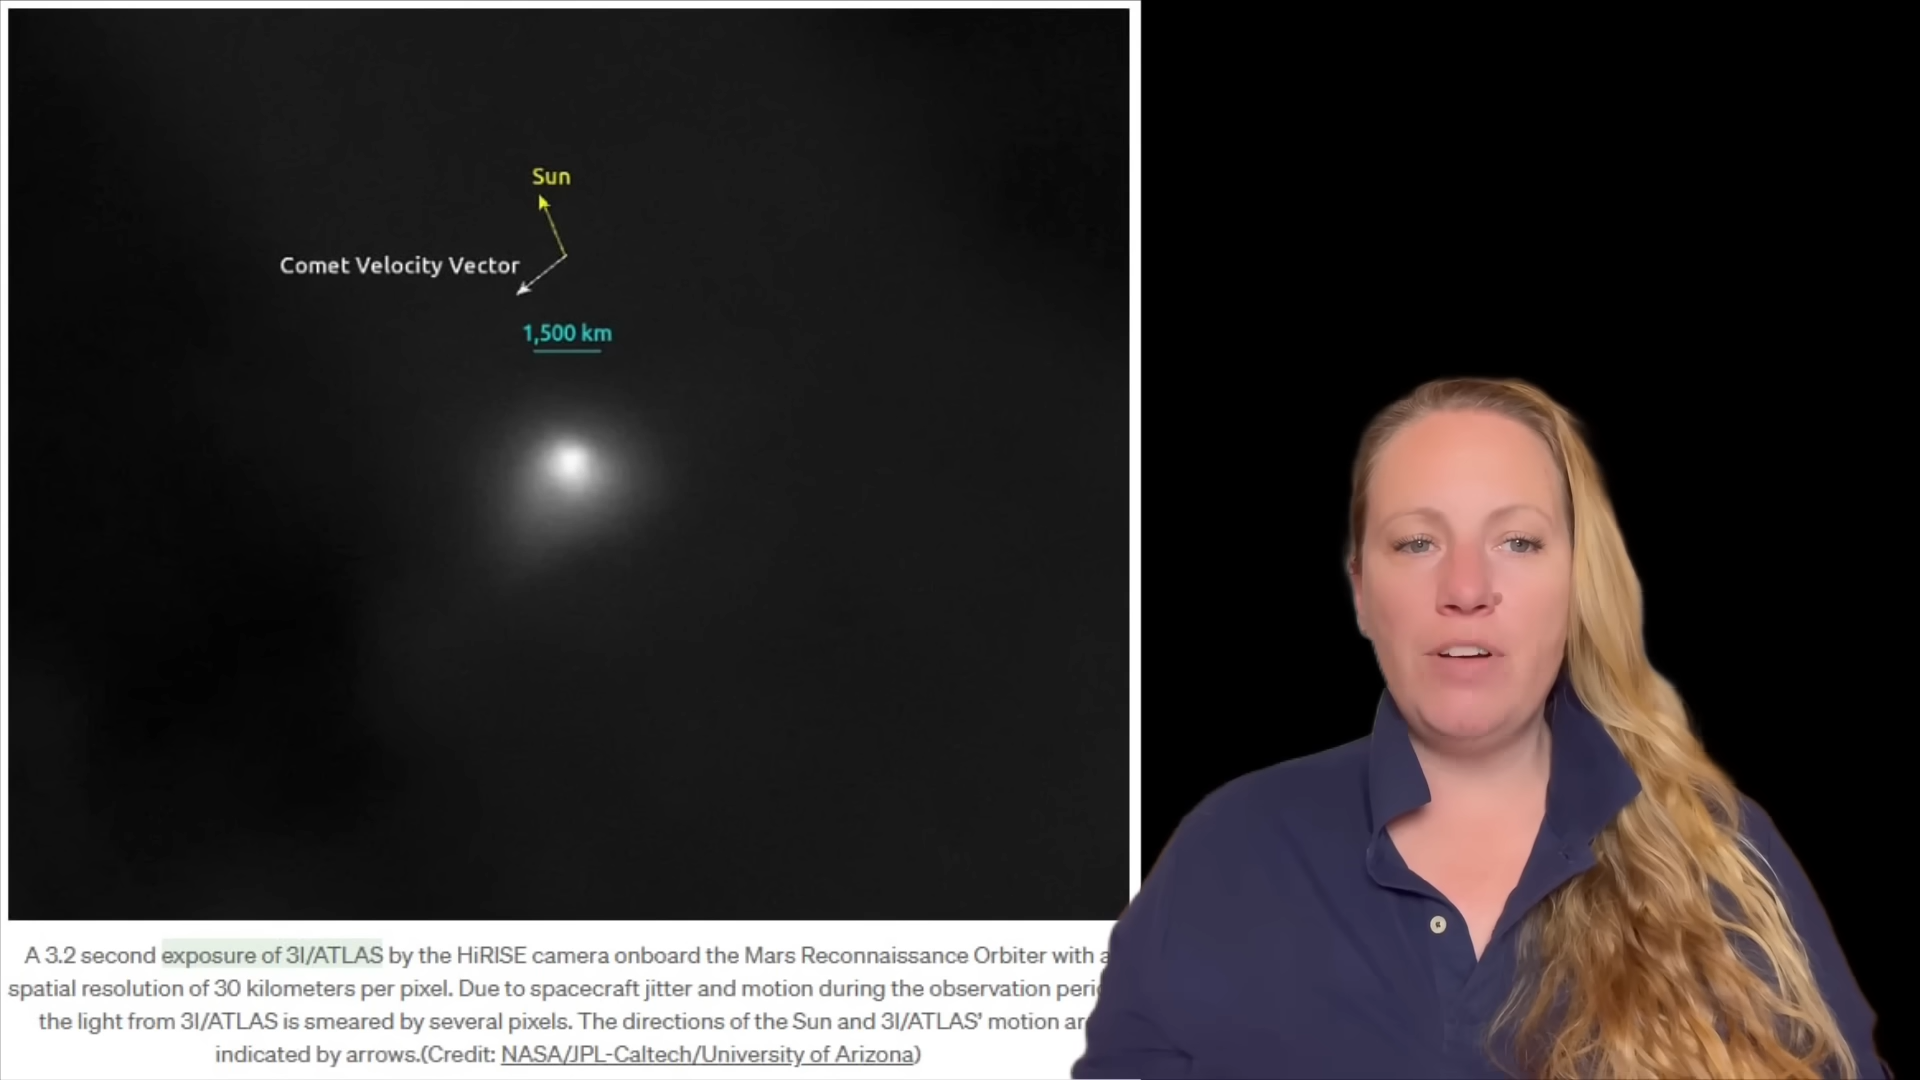 Sun
Comet Velocity Vector
1,500 km
A 3.2 second exposure of 3I/ATLAS by the HiRISE camera onboard the Mars Reconnaissance Orbiter with a
spatial resolution of 30 kilometers per pixel. Due to spacecraft jitter and motion during the observation
the light from 3I/ATLAS is smeared by several pixels. The directions of the Sun and 3I/ATLAS’ motion
indicated by arrows.(Credit: NASA/JPL-Caltech/University of Arizona)